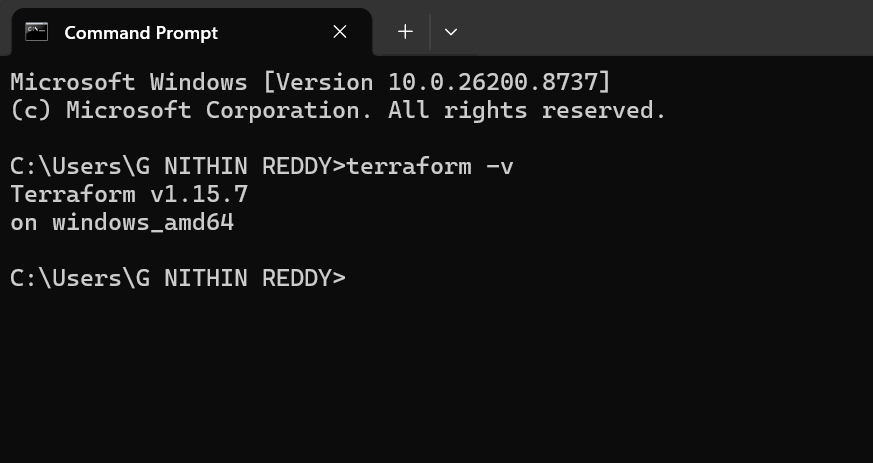 Command Prompt
Microsoft Windows [Version 10.0.26200.8737]
(c) Microsoft Corporation. All rights reserved.
C:\Users\G NITHIN REDDY>terraform -v
Terraform v1.15.7
on windows_amd64
C:\Users\G NITHIN REDDY>